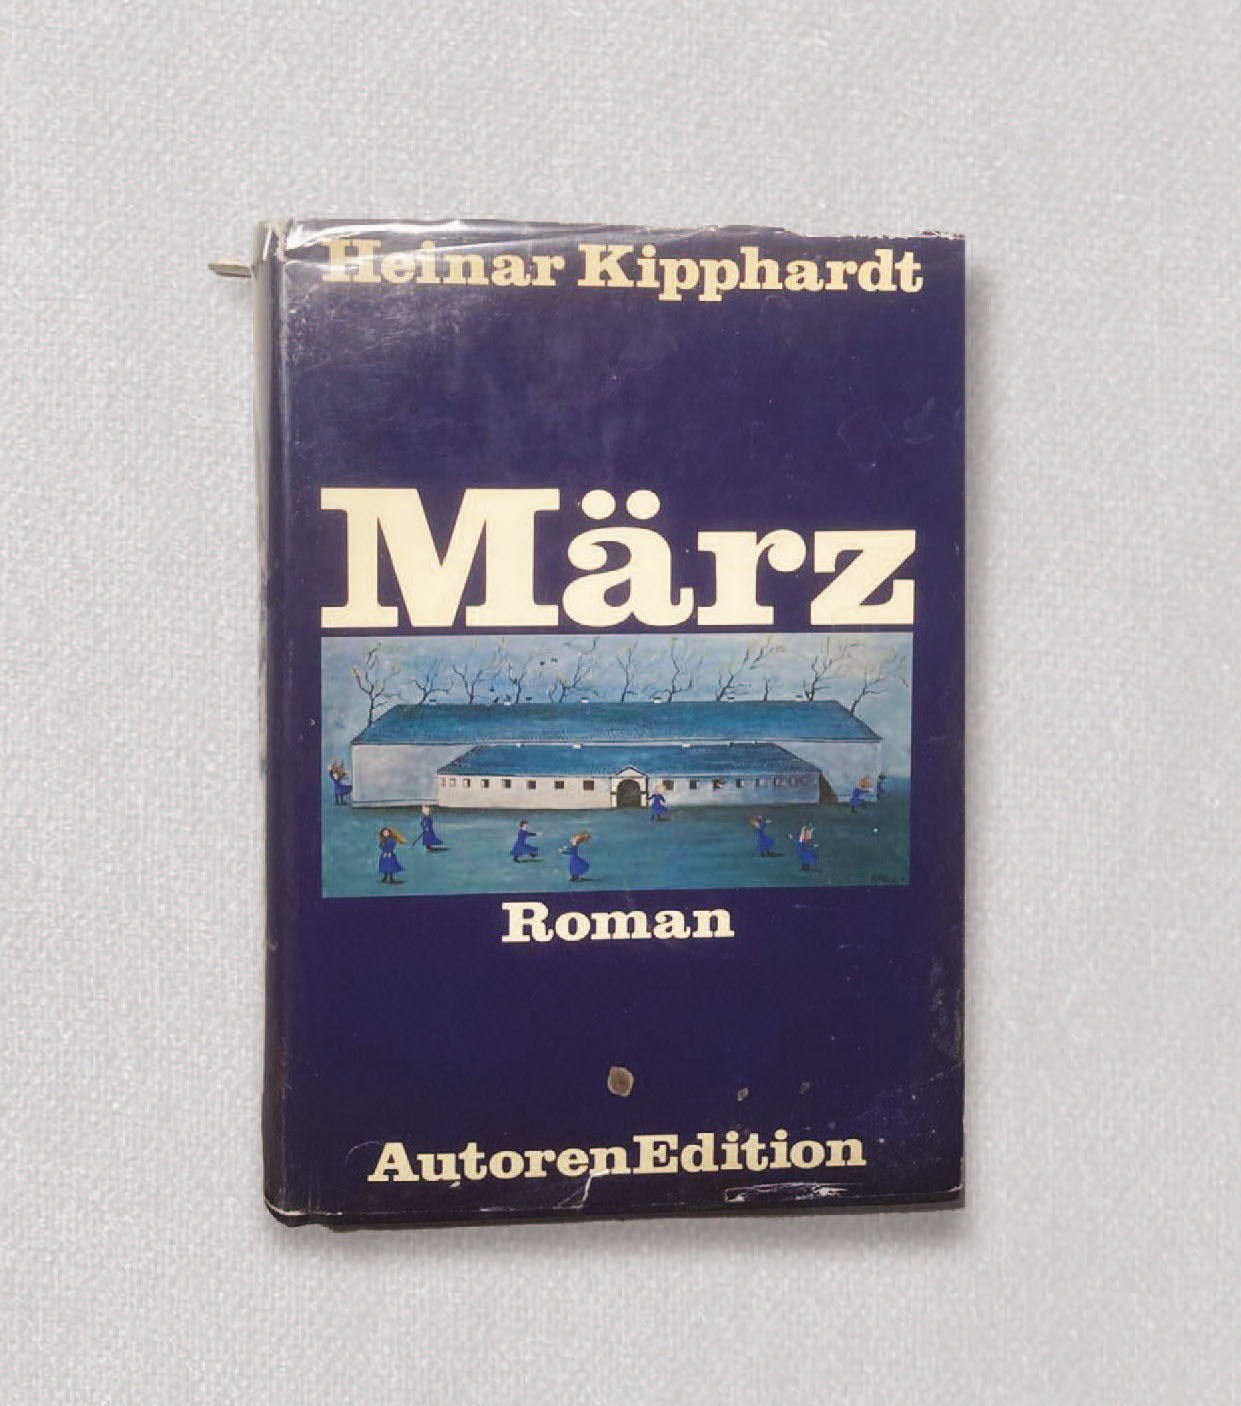 Heinar Kipphardt
März
Roman
AutorenEdition